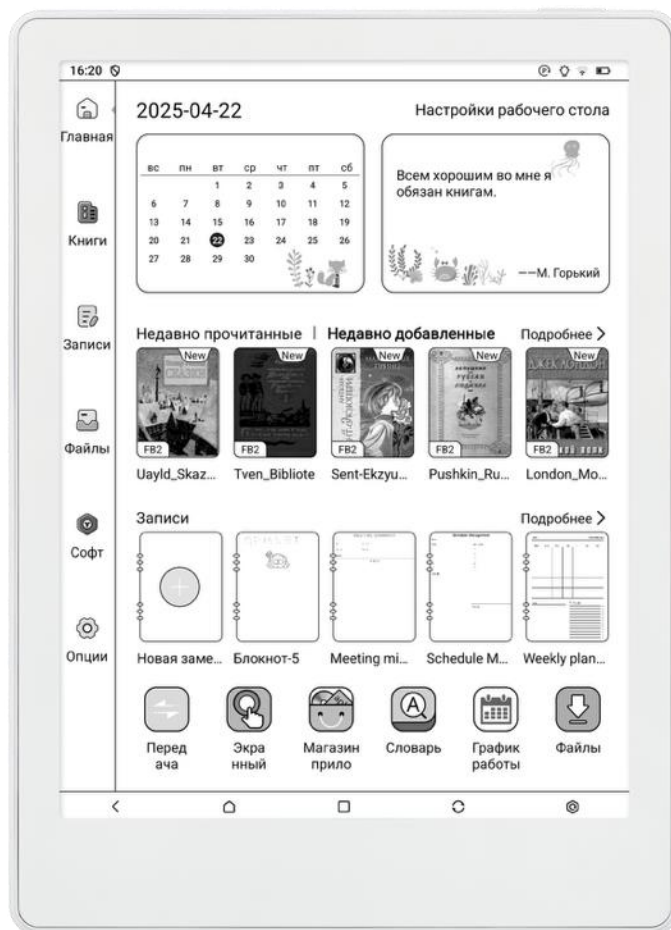 16:20
Главная
Книги
Записи
Файлы
Софт
Опции
2025-04-22
Настройки рабочего стола
вс пн вт ср чт пт сб
1 2 3 4 5
6 7 8 9 10 11 12
13 14 15 16 17 18 19
20 21 22 23 24 25 26
27 28 29 30
Всем хорошим во мне я
обязан книгам.
——М. Горький
Недавно прочитанные | Недавно добавленные
Подробнее >
New New New New New
ДЖЕК ЛОНДОН
FB2 FB2 FB2 FB2 FB2
Uayld_Skaz... Tven_Bibliote Sent-Ekzyu... Pushkin_Ru... London_Mo...
Записи
Подробнее >
Новая заме... Блокнот-5 Meeting mi... Schedule M... Weekly plan...
Перед
ача
Экра
нный
Магазин
прило
Словарь
График
работы
Файлы